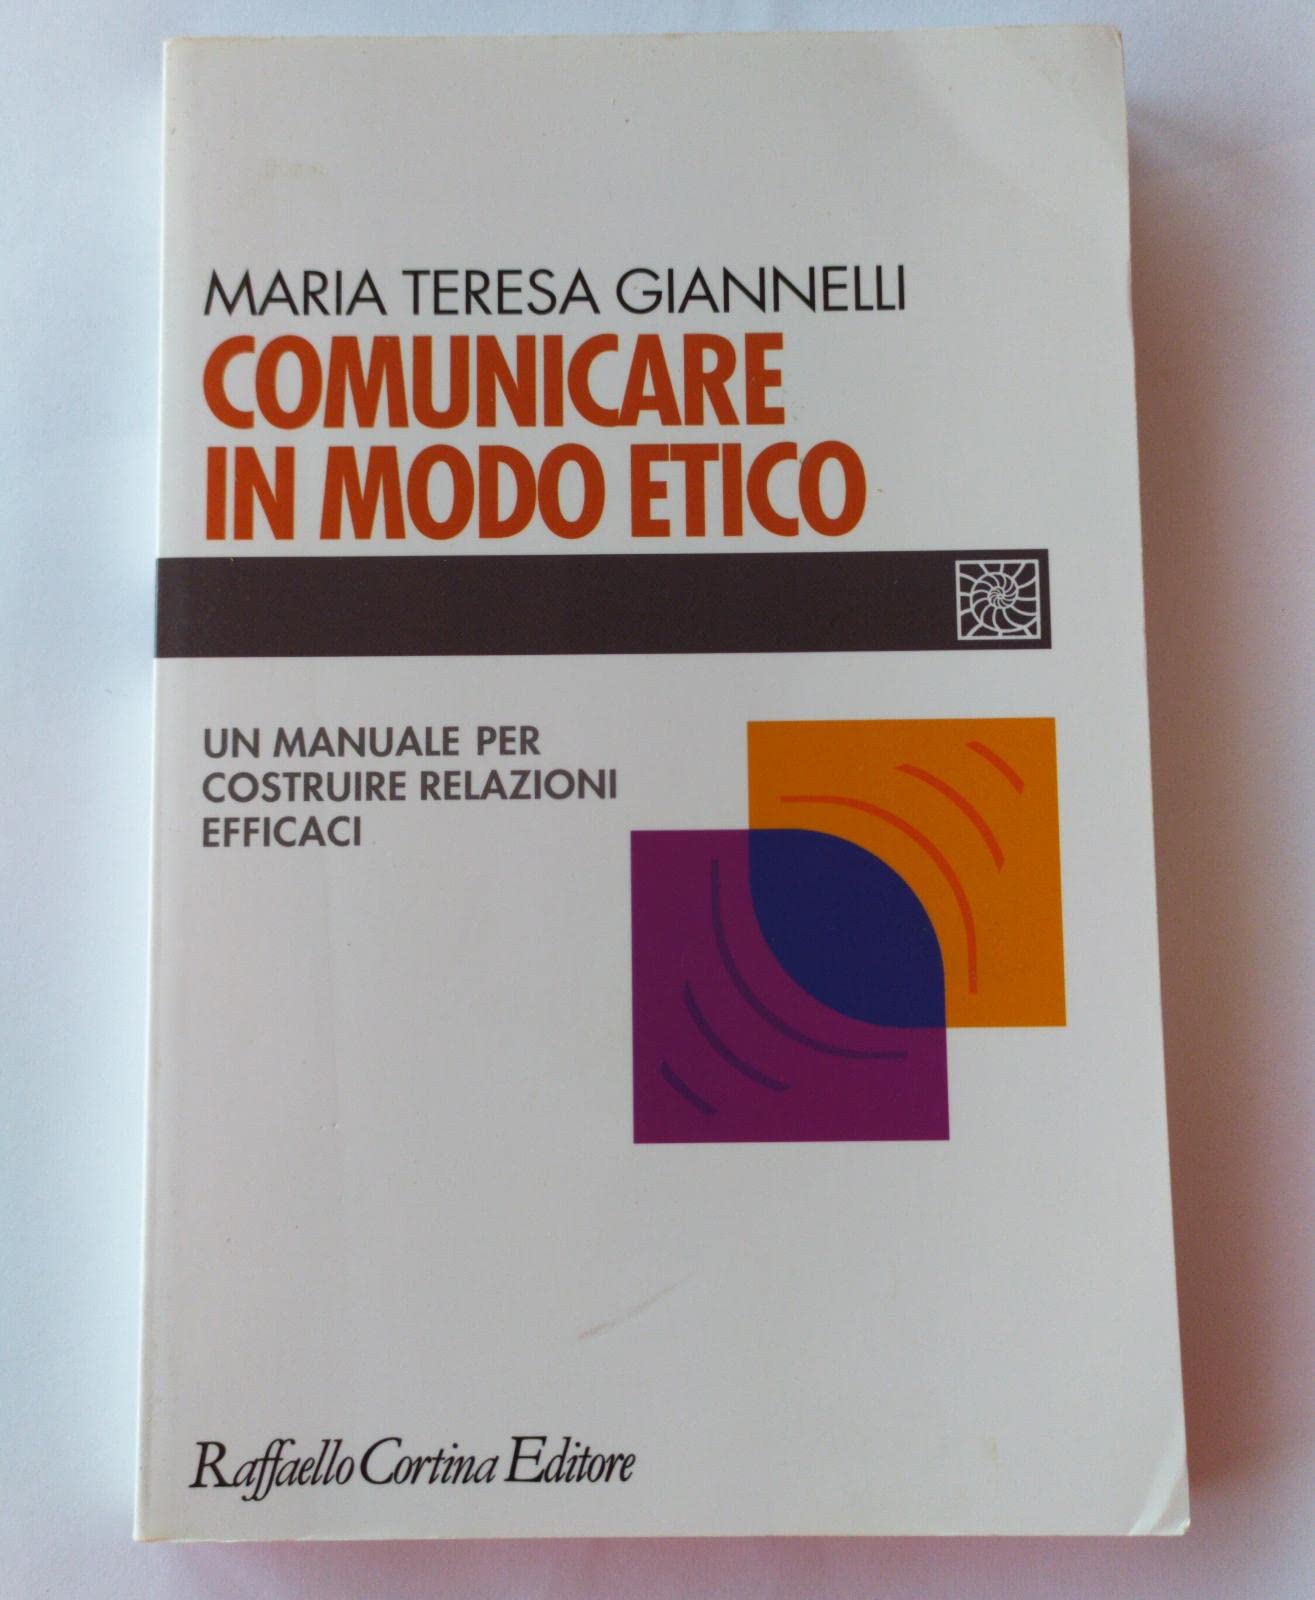 MARIA TERESA GIANNELLI
COMUNICARE
IN MODO ETICO
UN MANUALE PER
COSTRUIRE RELAZIONI
EFFICACI
Raffaello Cortina Editore